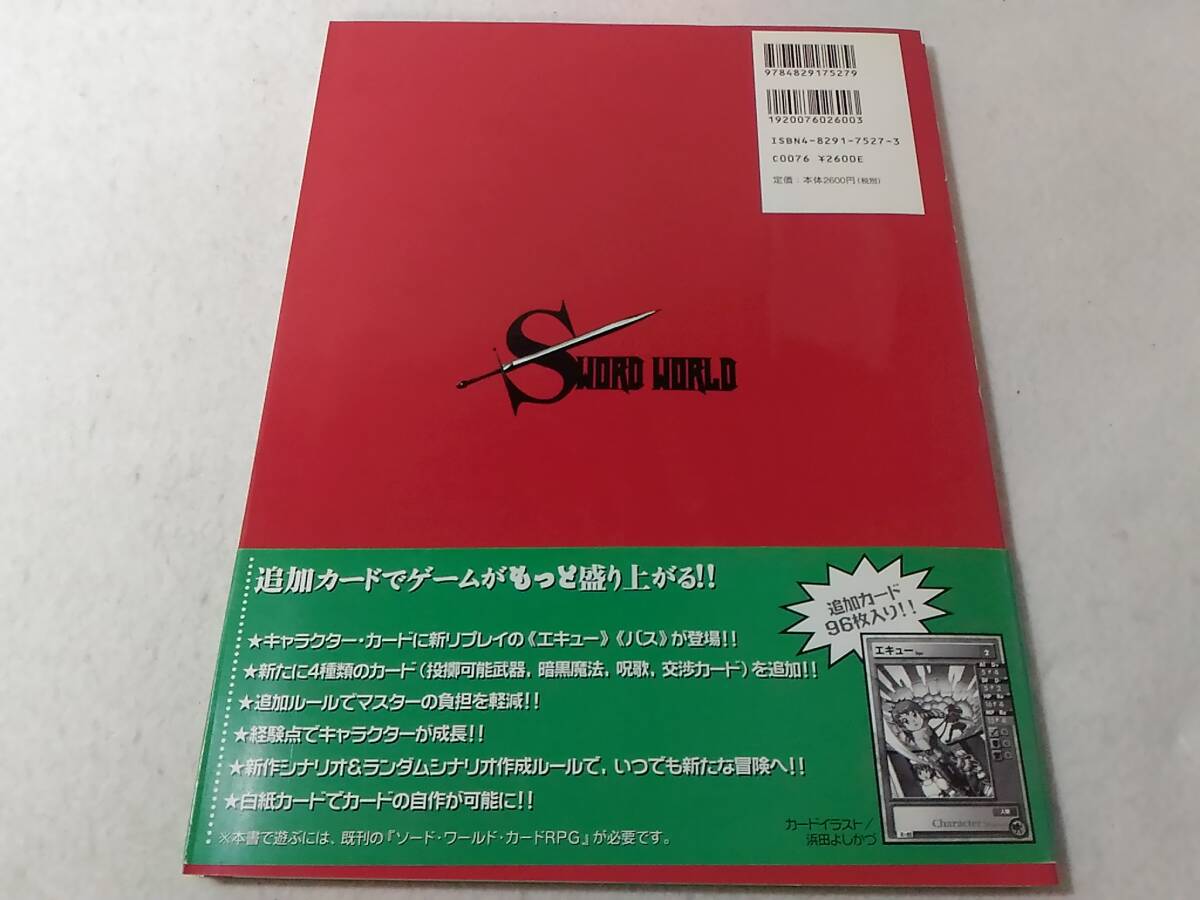 9784829175279
1920076026003
ISBN4-8291-7527-3
C0076 ¥2600E
定価：本体2600円(税別)
SWORD WORLD
追加カードでゲームがもっと盛り上がる!!
★キャラクター・カードに新リプレイの《エキュー》《バス》が登場!!
★新たに4種類のカード(投擲可能武器，暗黒魔法，呪歌，交渉カード)を追加!!
★追加ルールでマスターの負担を軽減!!
★経験点でキャラクターが成長!!
★新作シナリオ&ランダムシナリオ作成ルールで，いつでも新たな冒険へ!!
★白紙カードでカードの自作が可能に!!
※本書で遊ぶには、既刊の『ソード・ワールド・カードRPG』が必要です。
追加カード
96枚入り!!
エキュー
2
Character
カードイラスト／
浜田よしかづ